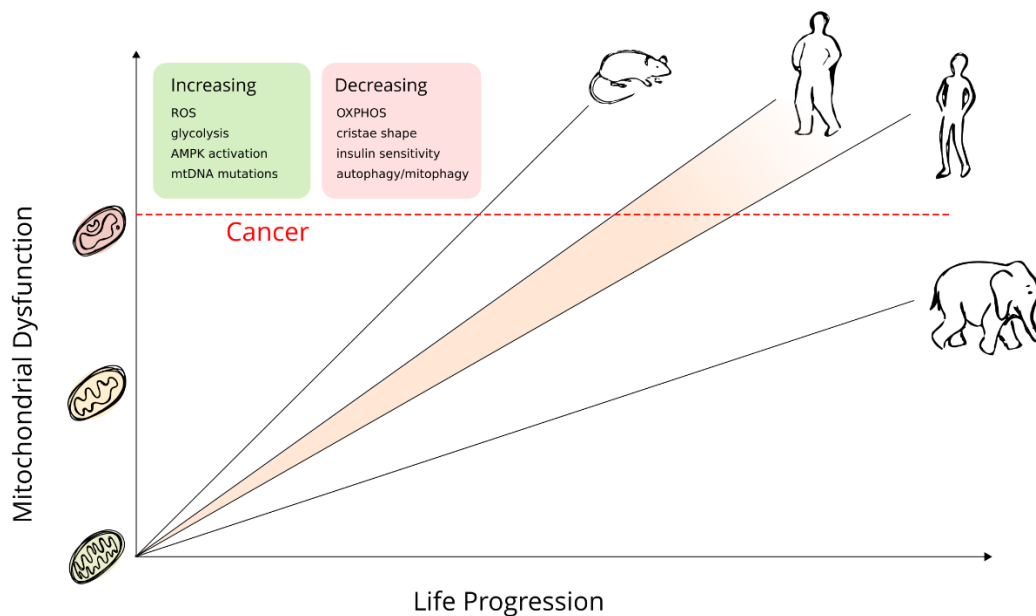 Increasing
ROS
glycolysis
AMPK activation
mtDNA mutations
Decreasing
OXPHOS
cristae shape
insulin sensitivity
autophagy/mitophagy
Cancer
Mitochondrial Dysfunction
Life Progression